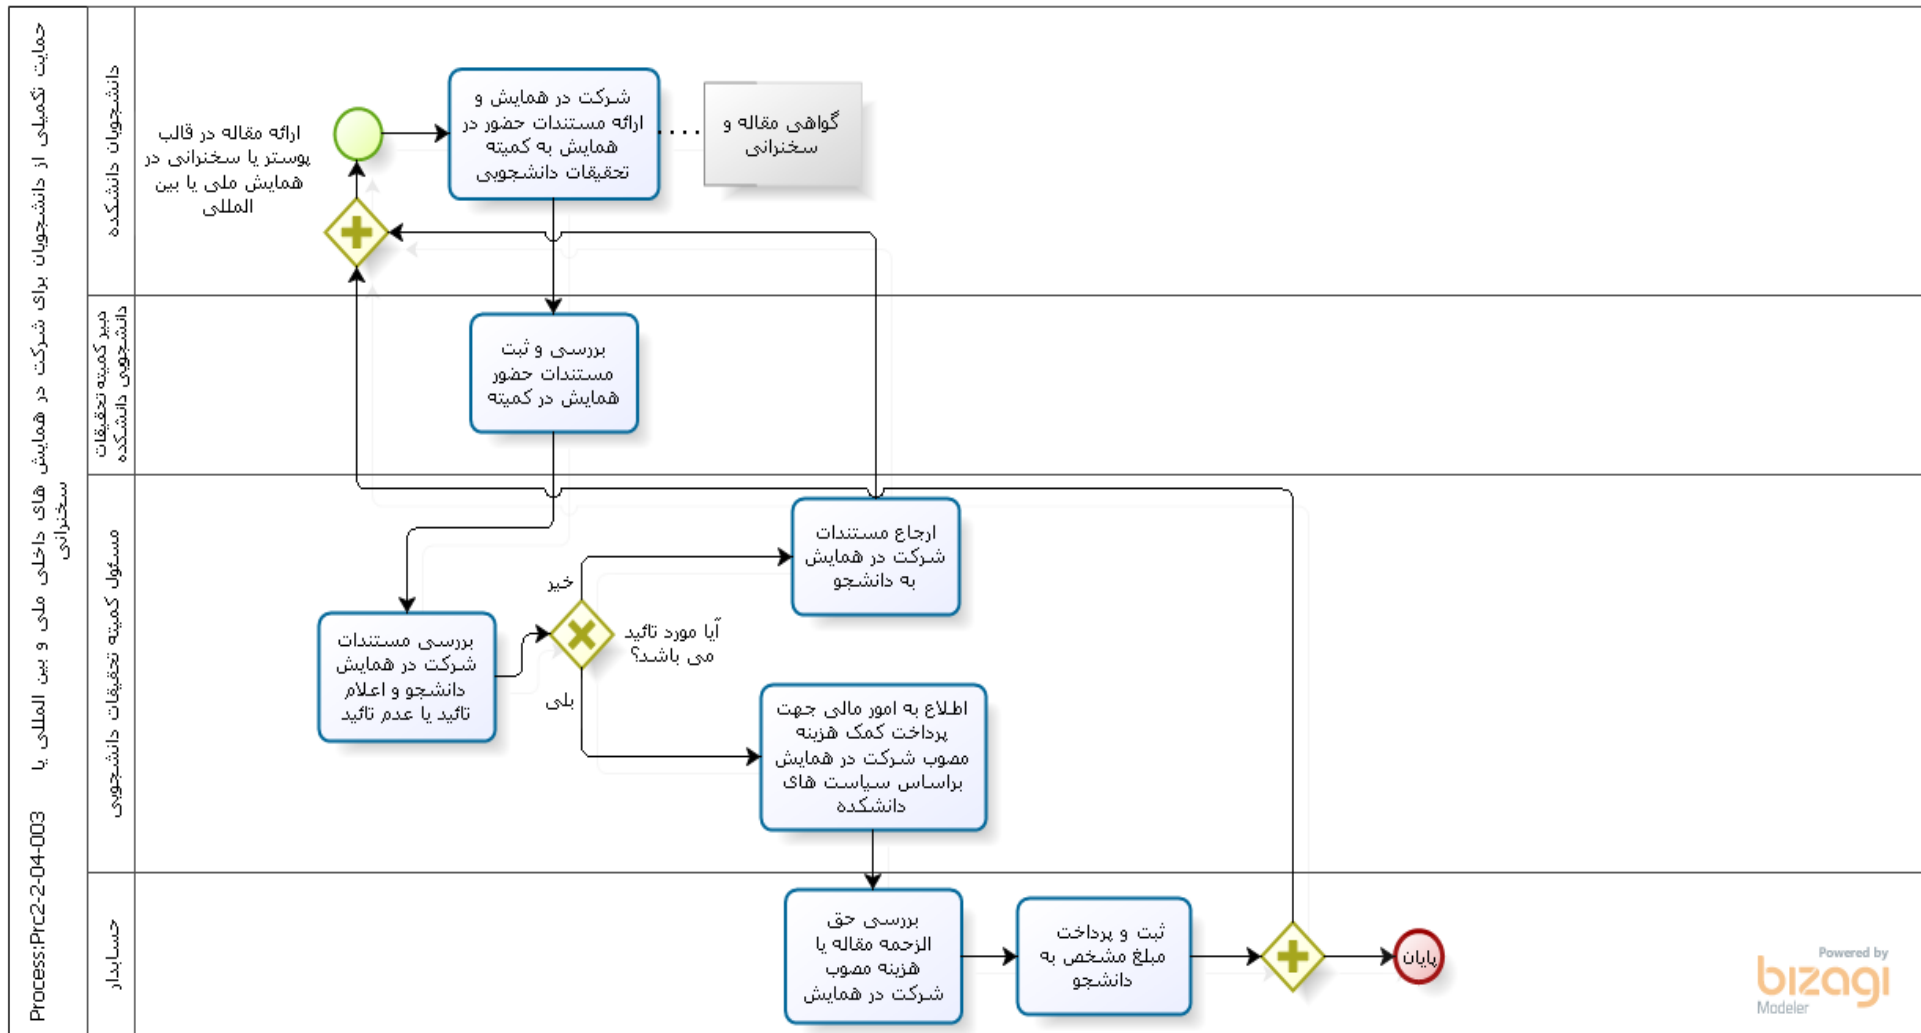 Process:Prc2-2-04-003 حمایت تکمیلی از دانشجویان برای شرکت در همایش های داخلی ملی و بین المللی یا
سخنرانی
دانشجویان دانشکده
ارائه مقاله در قالب
پوستر یا سخنرانی در
همایش ملی یا بین
المللی
شرکت در همایش و
ارائه مستندات حضور در
همایش به کمیته
تحقیقات دانشجویی
گواهی مقاله و
سخنرانی
دبیر کمیته تحقیقات
دانشجویی دانشکده
بررسی و ثبت
مستندات حضور
همایش در کمیته
مسئول کمیته تحقیقات دانشجویی
ارجاع مستندات
شرکت در همایش
به دانشجو
خیر
آیا مورد تائید
می باشد؟
بلی
بررسی مستندات
شرکت در همایش
دانشجو و اعلام
تائید یا عدم تائید
اطلاع به امور مالی جهت
پرداخت کمک هزینه
مصوب شرکت در همایش
براساس سیاست های
دانشکده
حسابدار
بررسی حق
الزحمه مقاله یا
هزینه مصوب
شرکت در همایش
ثبت و پرداخت
مبلغ مشخص به
دانشجو
پایان
Powered by
bizagi
Modeler